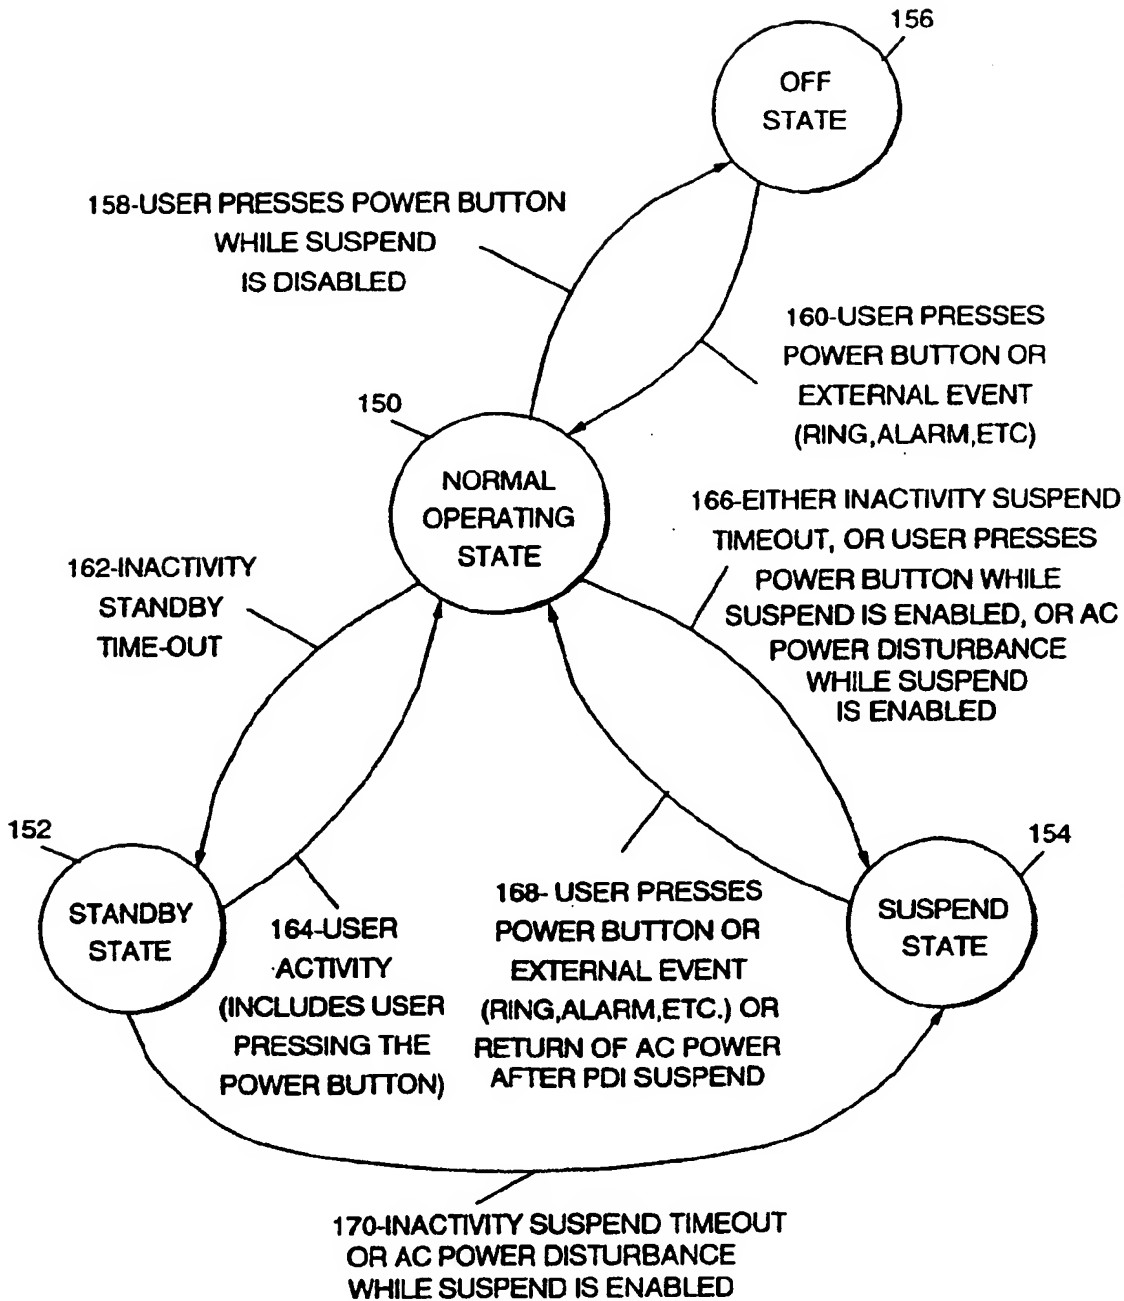 156
OFF
STATE
158-USER PRESSES POWER BUTTON
WHILE SUSPEND
IS DISABLED
160-USER PRESSES
POWER BUTTON OR
EXTERNAL EVENT
(RING,ALARM,ETC)
150
NORMAL
OPERATING
STATE
166-EITHER INACTIVITY SUSPEND
TIMEOUT, OR USER PRESSES
POWER BUTTON WHILE
SUSPEND IS ENABLED, OR AC
POWER DISTURBANCE
WHILE SUSPEND
IS ENABLED
162-INACTIVITY
STANDBY
TIME-OUT
152
STANDBY
STATE
164-USER
ACTIVITY
(INCLUDES USER
PRESSING THE
POWER BUTTON)
168- USER PRESSES
POWER BUTTON OR
EXTERNAL EVENT
(RING,ALARM,ETC.) OR
RETURN OF AC POWER
AFTER PDI SUSPEND
154
SUSPEND
STATE
170-INACTIVITY SUSPEND TIMEOUT
OR AC POWER DISTURBANCE
WHILE SUSPEND IS ENABLED